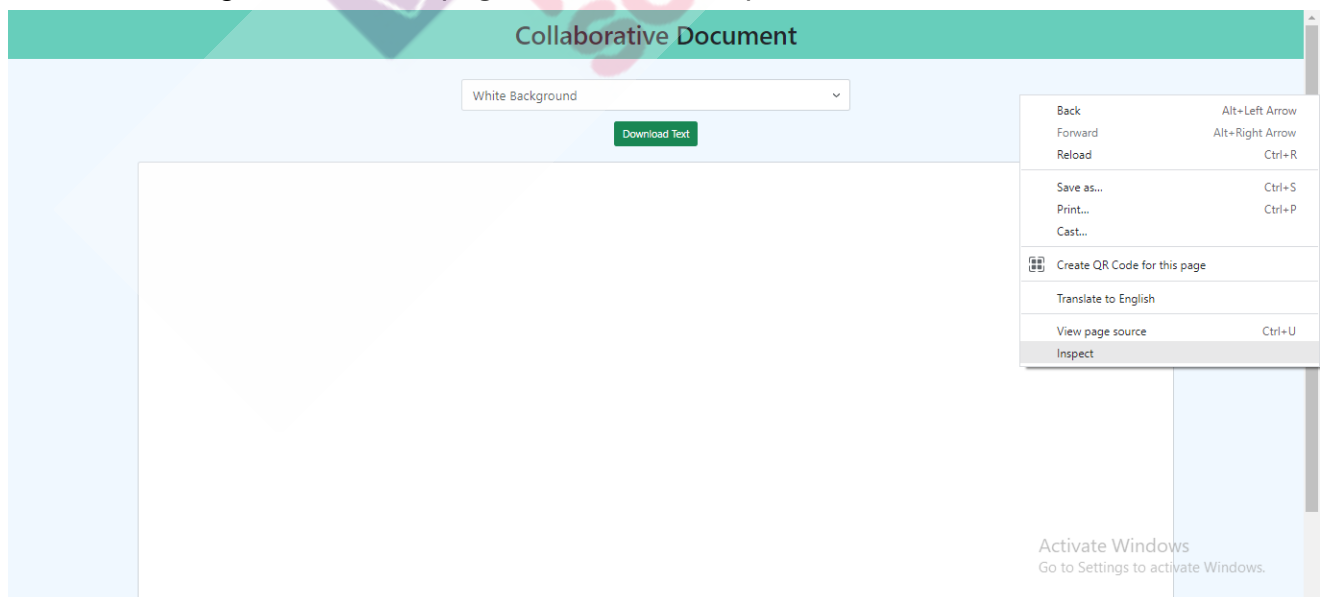 Collaborative Document
White Background
Download Text
Back Alt+Left Arrow
Forward Alt+Right Arrow
Reload Ctrl+R
Save as... Ctrl+S
Print... Ctrl+P
Cast...
Create QR Code for this page
Translate to English
View page source Ctrl+U
Inspect
Activate Windows
Go to Settings to activate Windows.